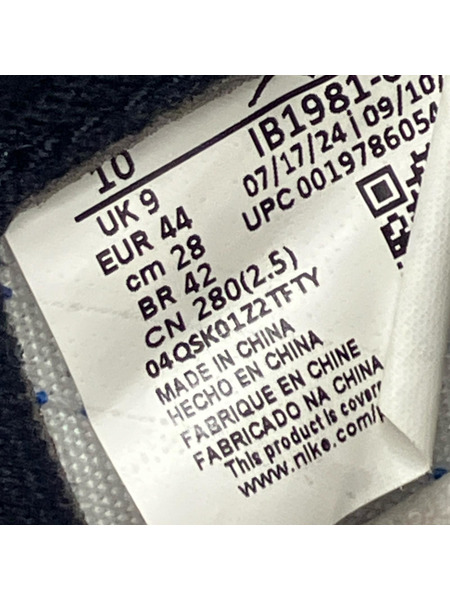 10
UK 9
EUR 44
cm 28
BR 42
CN 280(2.5)
04QSK01Z2TFTY
IB1981-
07/17/24 | 09/10
UPC 0019786054
MADE IN CHINA
HECHO EN CHINA
FABRIQUE EN CHINE
FABRICADO NA CHINA
This product is
www.nike.com/